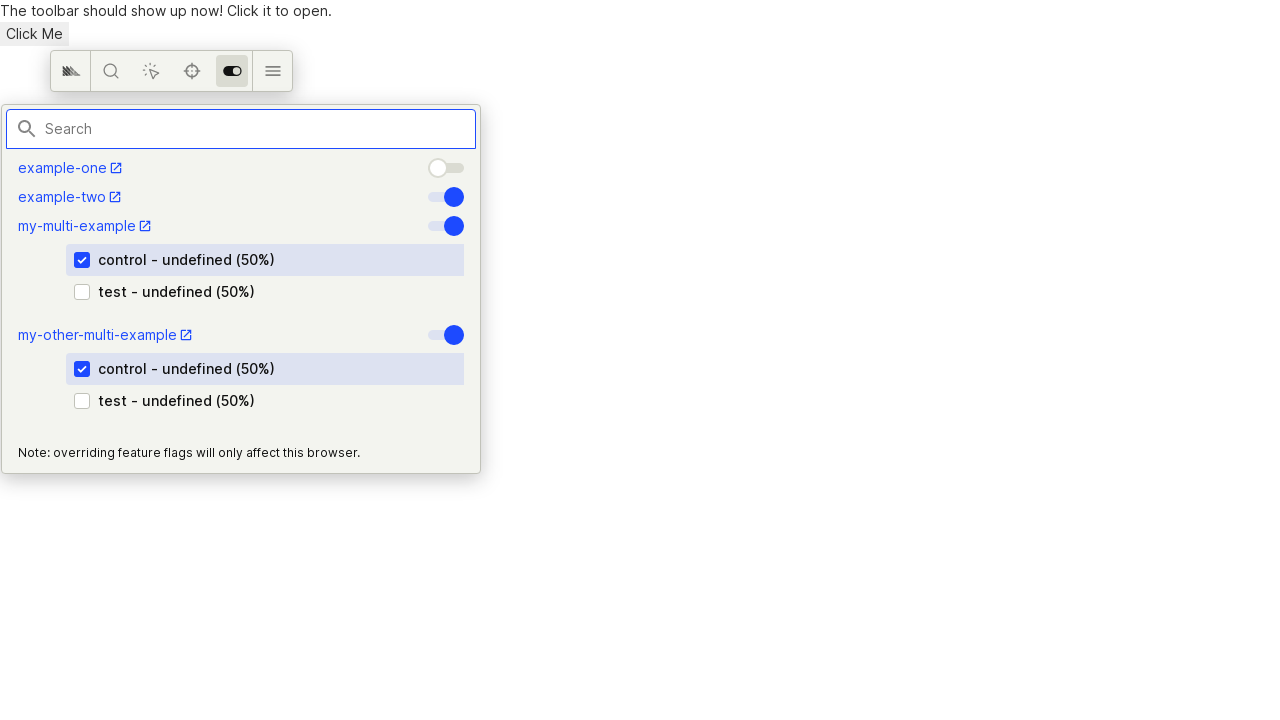 The toolbar should show up now! Click it to open.
Click Me
Search
example-one
example-two
my-multi-example
control - undefined (50%)
test - undefined (50%)
my-other-multi-example
control - undefined (50%)
test - undefined (50%)
Note: overriding feature flags will only affect this browser.